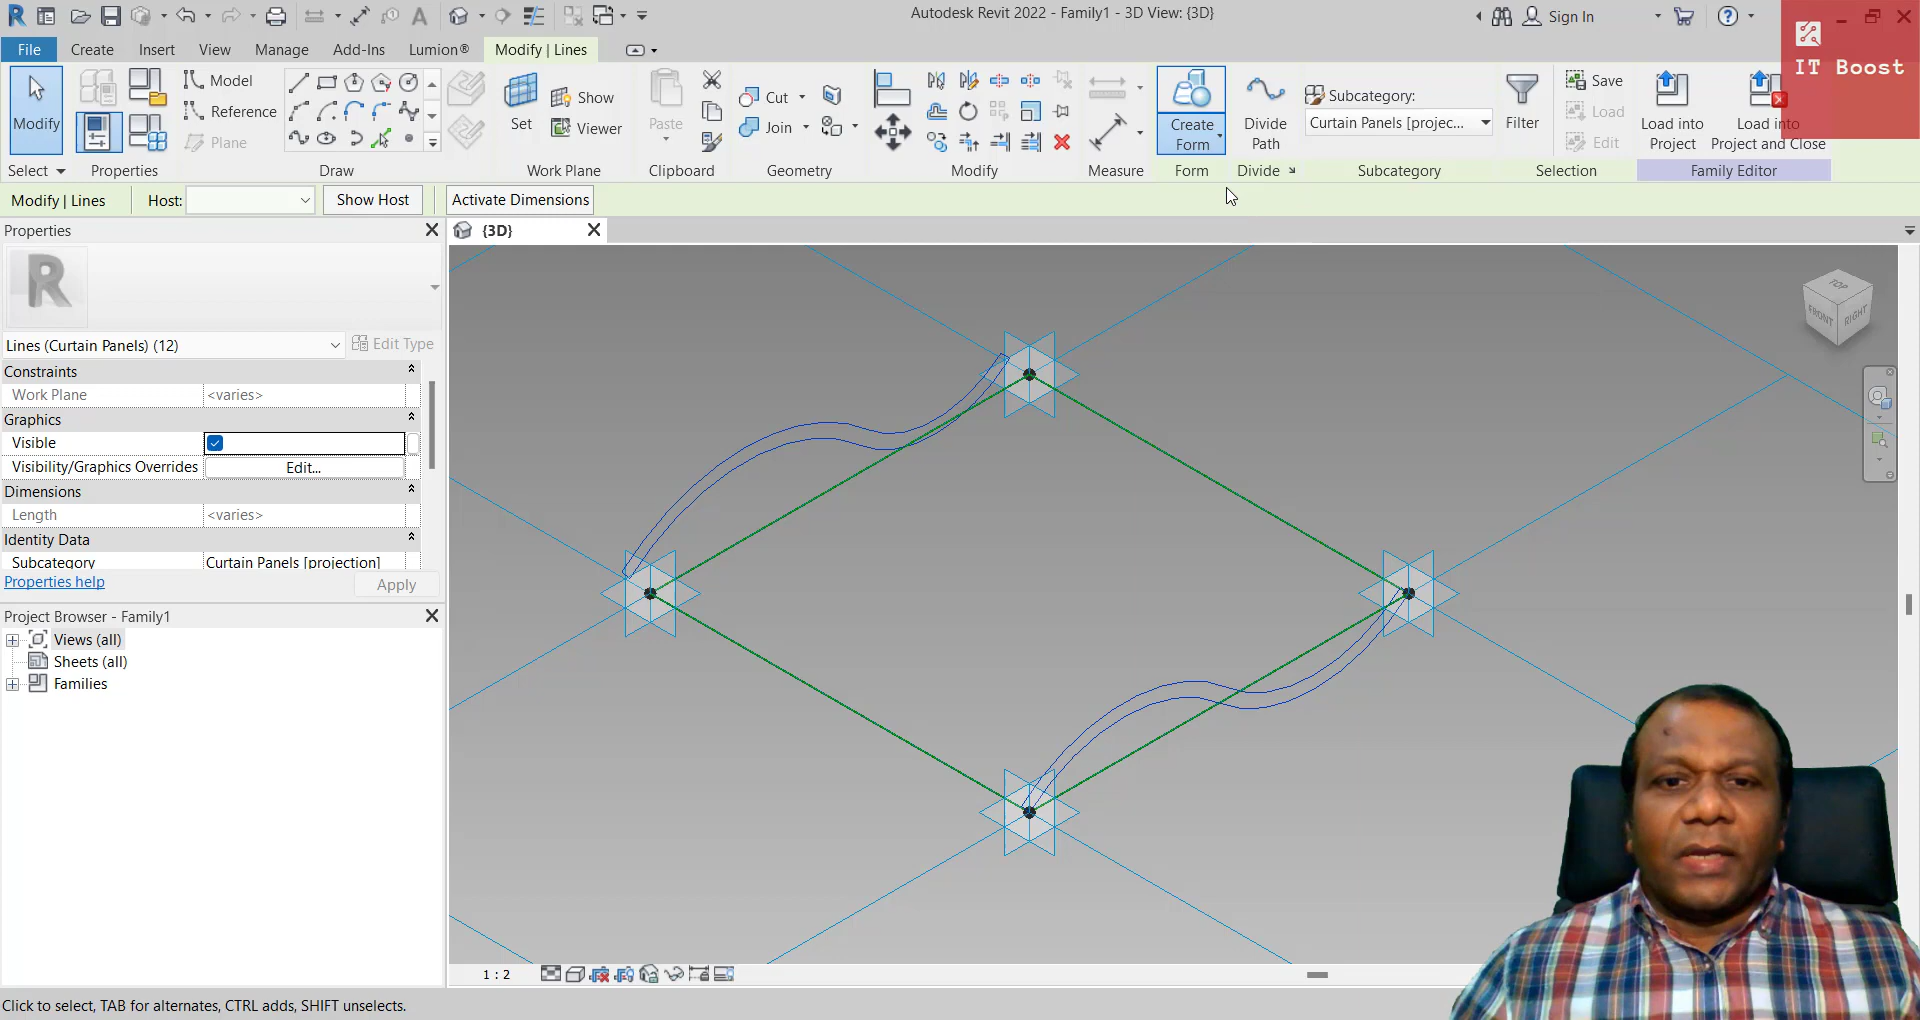 Autodesk Revit 2022 - Family1 - 3D View: {3D}
Sign In
IT Boost
File Create Insert View Manage Add-Ins Lumion® Modify | Lines
Modify
Model
Reference
Plane
Set
Show
Viewer
Paste
Cut
Join
Create
Form
Divide
Path
Subcategory:
Curtain Panels [projec...
Filter
Save
Load
Edit
Load into
Project
Load into
Project and Close
Select Properties Draw Work Plane Clipboard Geometry Modify Measure Form Divide Subcategory Selection Family Editor
Modify | Lines Host: Show Host Activate Dimensions
Properties
{3D}
R
Lines (Curtain Panels) (12) Edit Type
Constraints
Work Plane <varies>
Graphics
Visible
Visibility/Graphics Overrides Edit...
Dimensions
Length <varies>
Identity Data
Subcategory Curtain Panels [projection]
Properties help Apply
Project Browser - Family1
Views (all)
Sheets (all)
Families
TOP
FRONT RIGHT
1 : 2
Click to select, TAB for alternates, CTRL adds, SHIFT unselects.